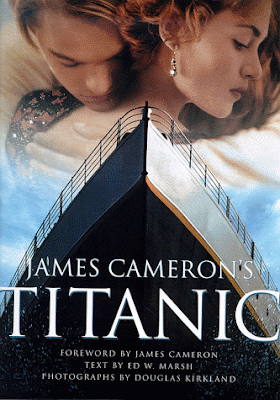 JAMES CAMERON'S
TITANIC
FOREWORD BY JAMES CAMERON
TEXT BY ED W. MARSH
PHOTOGRAPHS BY DOUGLAS KIRKLAND